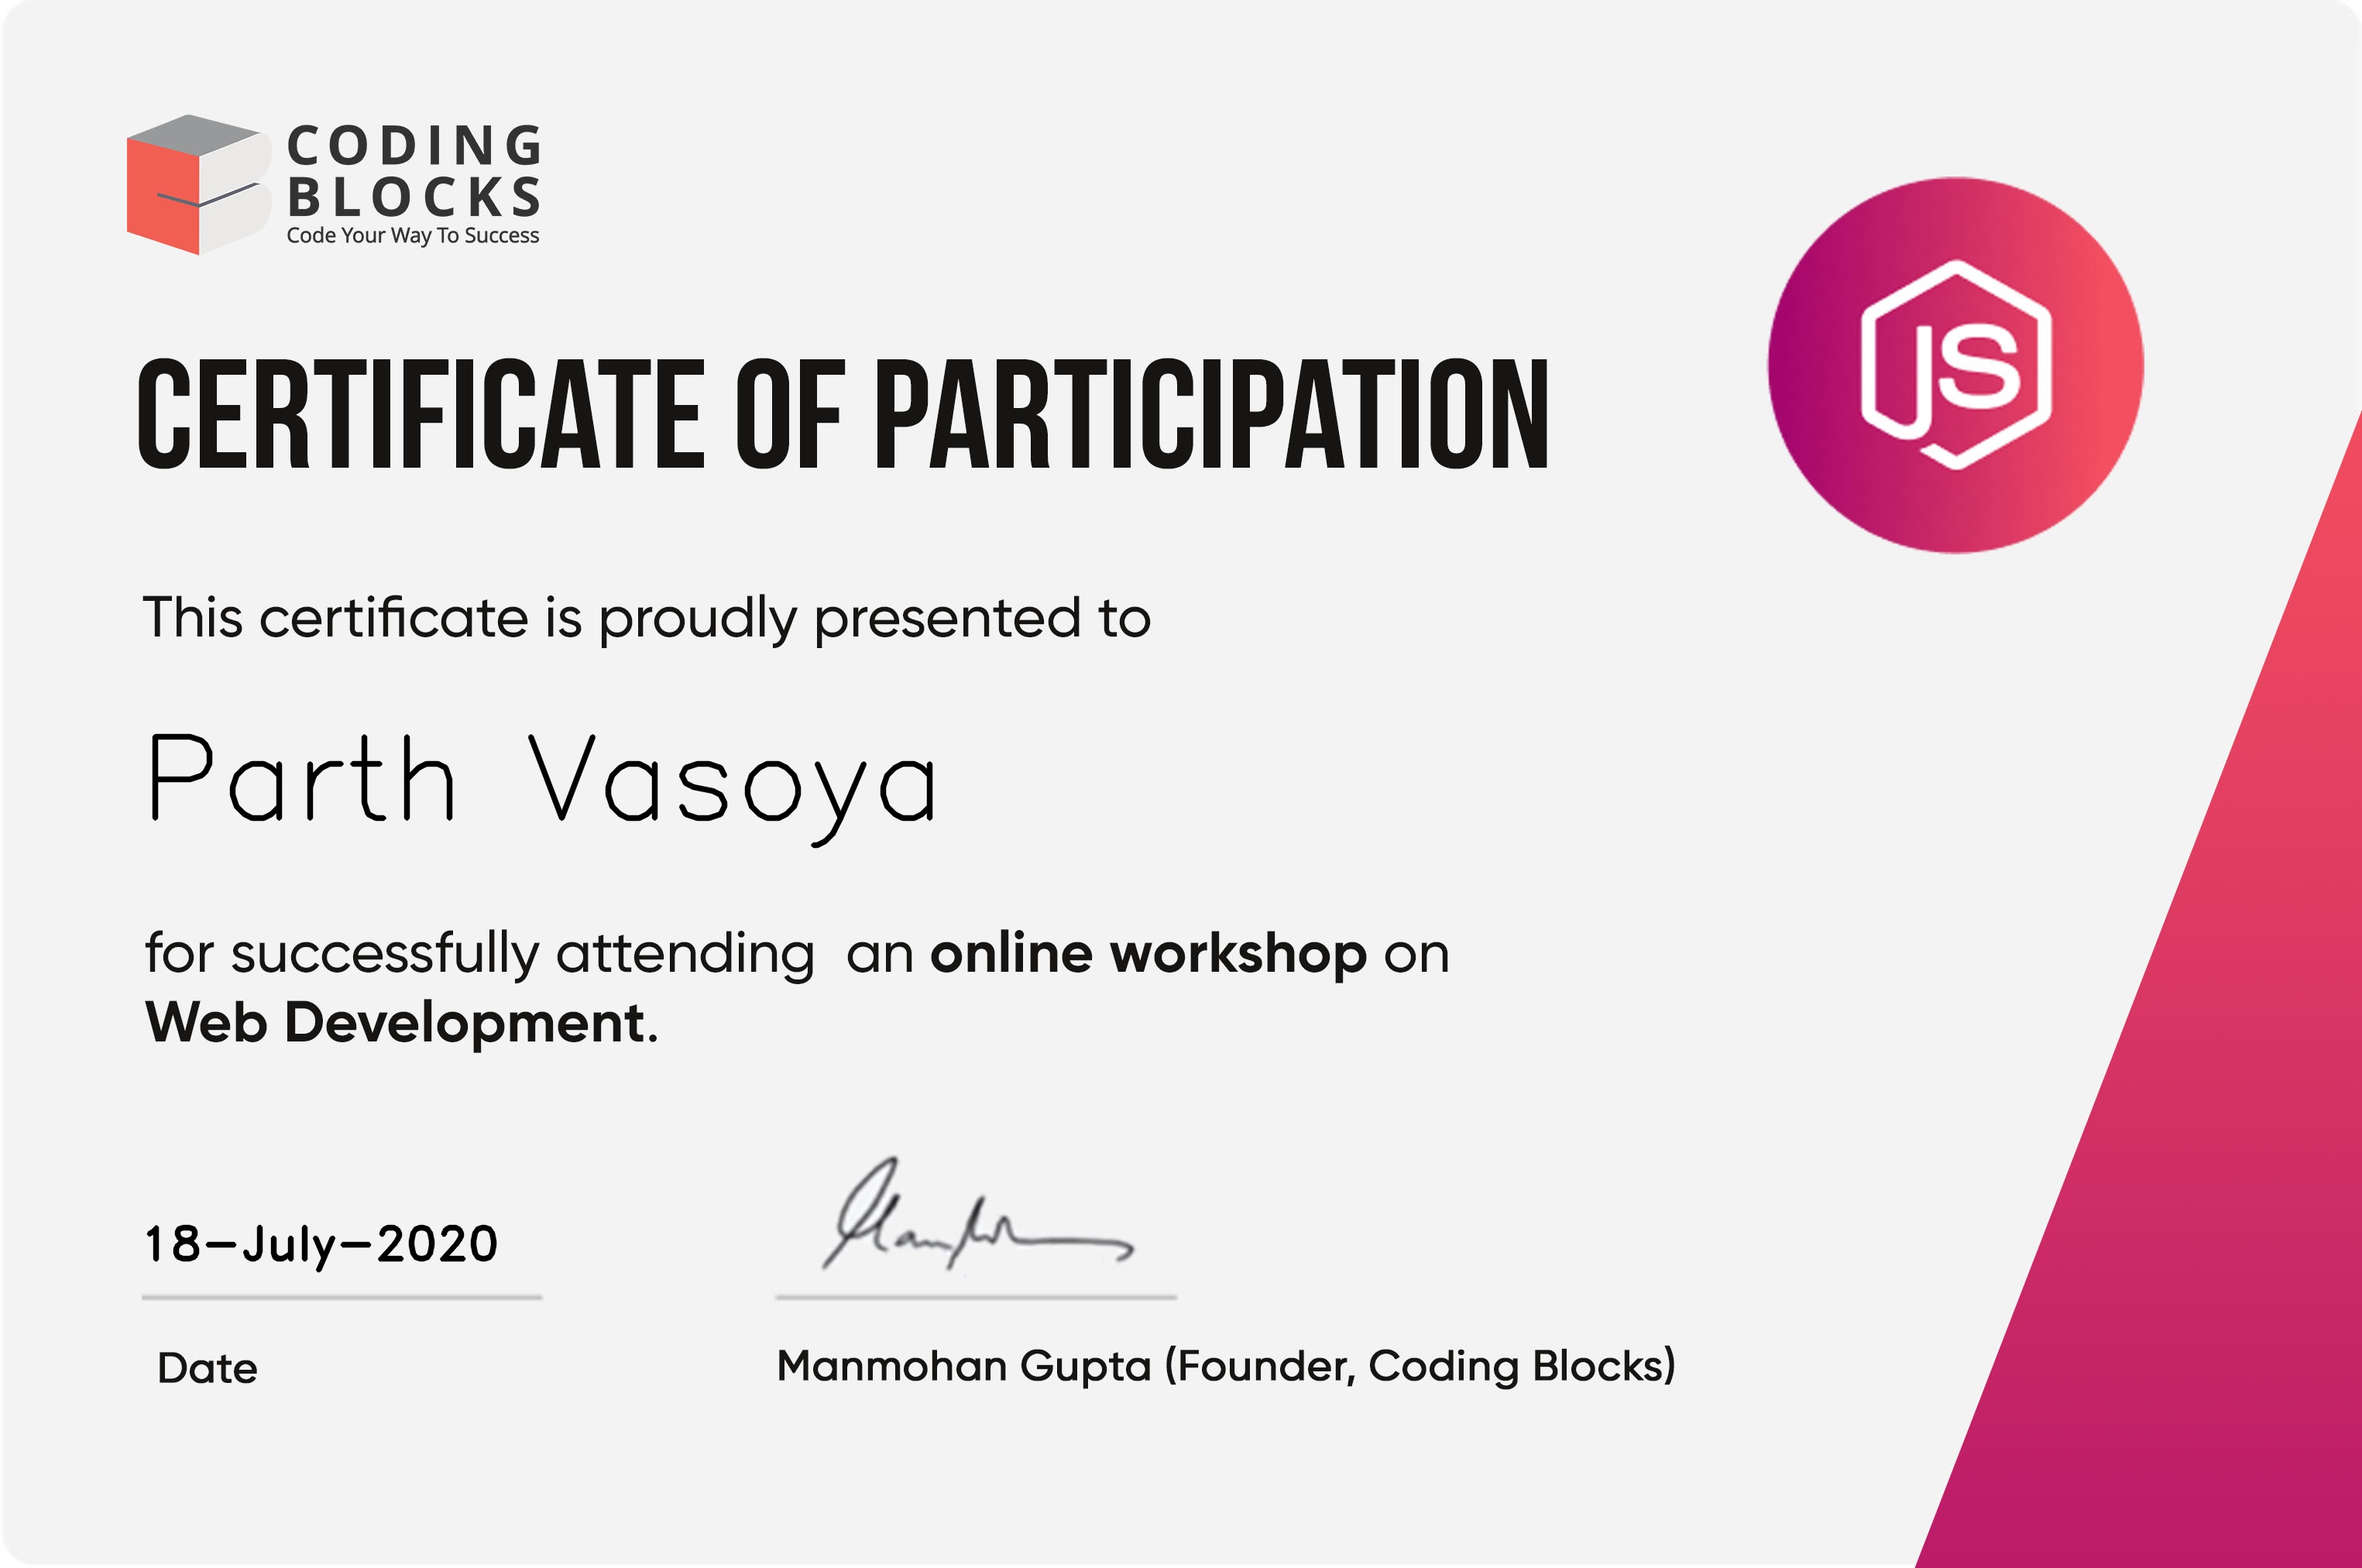 CODING
BLOCKS
Code Your Way To Success
JS
CERTIFICATE OF PARTICIPATION
This certificate is proudly presented to
Parth Vasoya
for successfully attending an online workshop on
Web Development.
18-July-2020
Date
Manmohan Gupta (Founder, Coding Blocks)